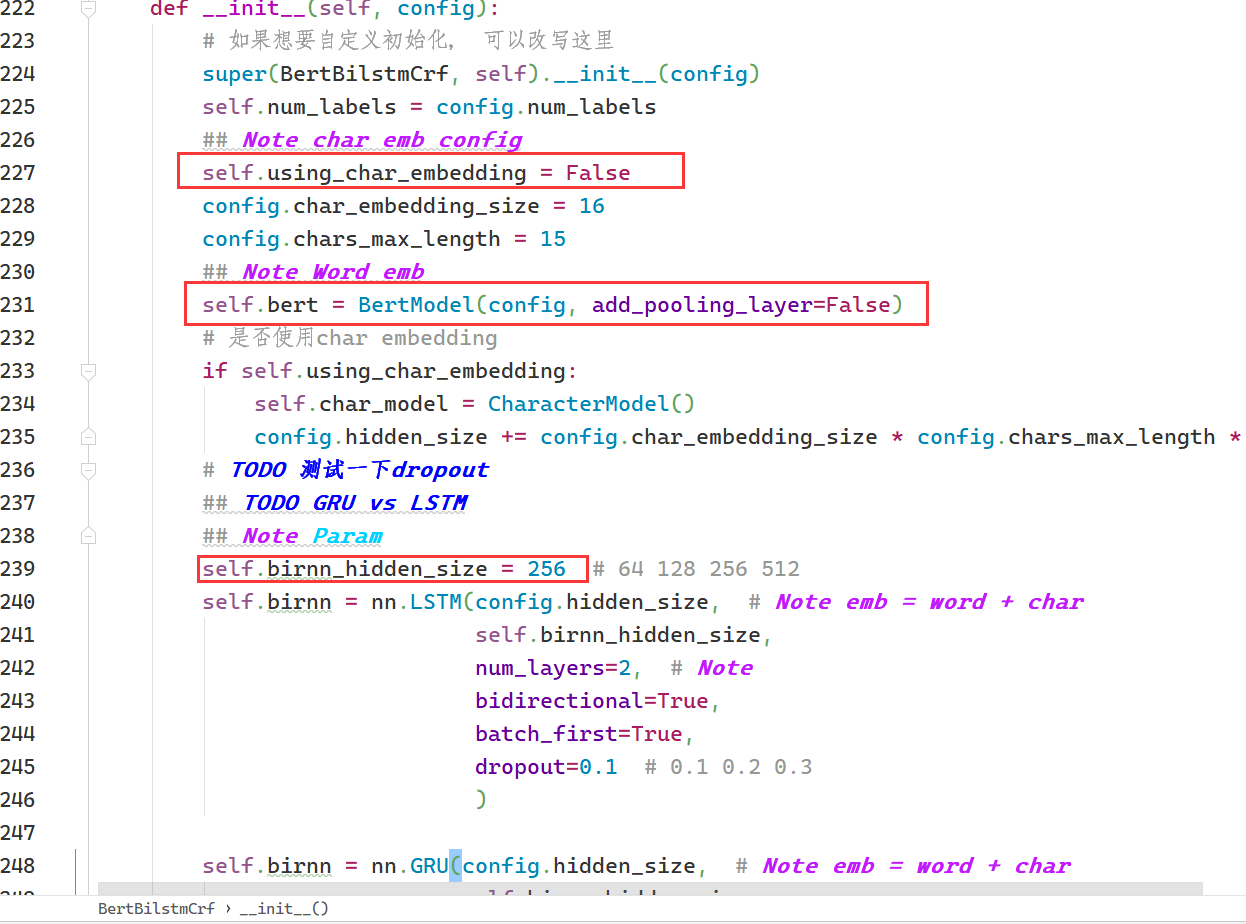 222 def __init__(self, config):
223 # 如果想要自定义初始化, 可以改写这里
224 super(BertBilstmCrf, self).__init__(config)
225 self.num_labels = config.num_labels
226 ## Note char emb config
227 self.using_char_embedding = False
228 config.char_embedding_size = 16
229 config.chars_max_length = 15
230 ## Note Word emb
231 self.bert = BertModel(config, add_pooling_layer=False)
232 # 是否使用char embedding
233 if self.using_char_embedding:
234 self.char_model = CharacterModel()
235 config.hidden_size += config.char_embedding_size * config.chars_max_length *
236 # TODO 测试一下dropout
237 ## TODO GRU vs LSTM
238 ## Note Param
239 self.birnn_hidden_size = 256 # 64 128 256 512
240 self.birnn = nn.LSTM(config.hidden_size, # Note emb = word + char
241 self.birnn_hidden_size,
242 num_layers=2, # Note
243 bidirectional=True,
244 batch_first=True,
245 dropout=0.1 # 0.1 0.2 0.3
246 )
247
248 self.birnn = nn.GRU(config.hidden_size, # Note emb = word + char
BertBilstmCrf › __init__()